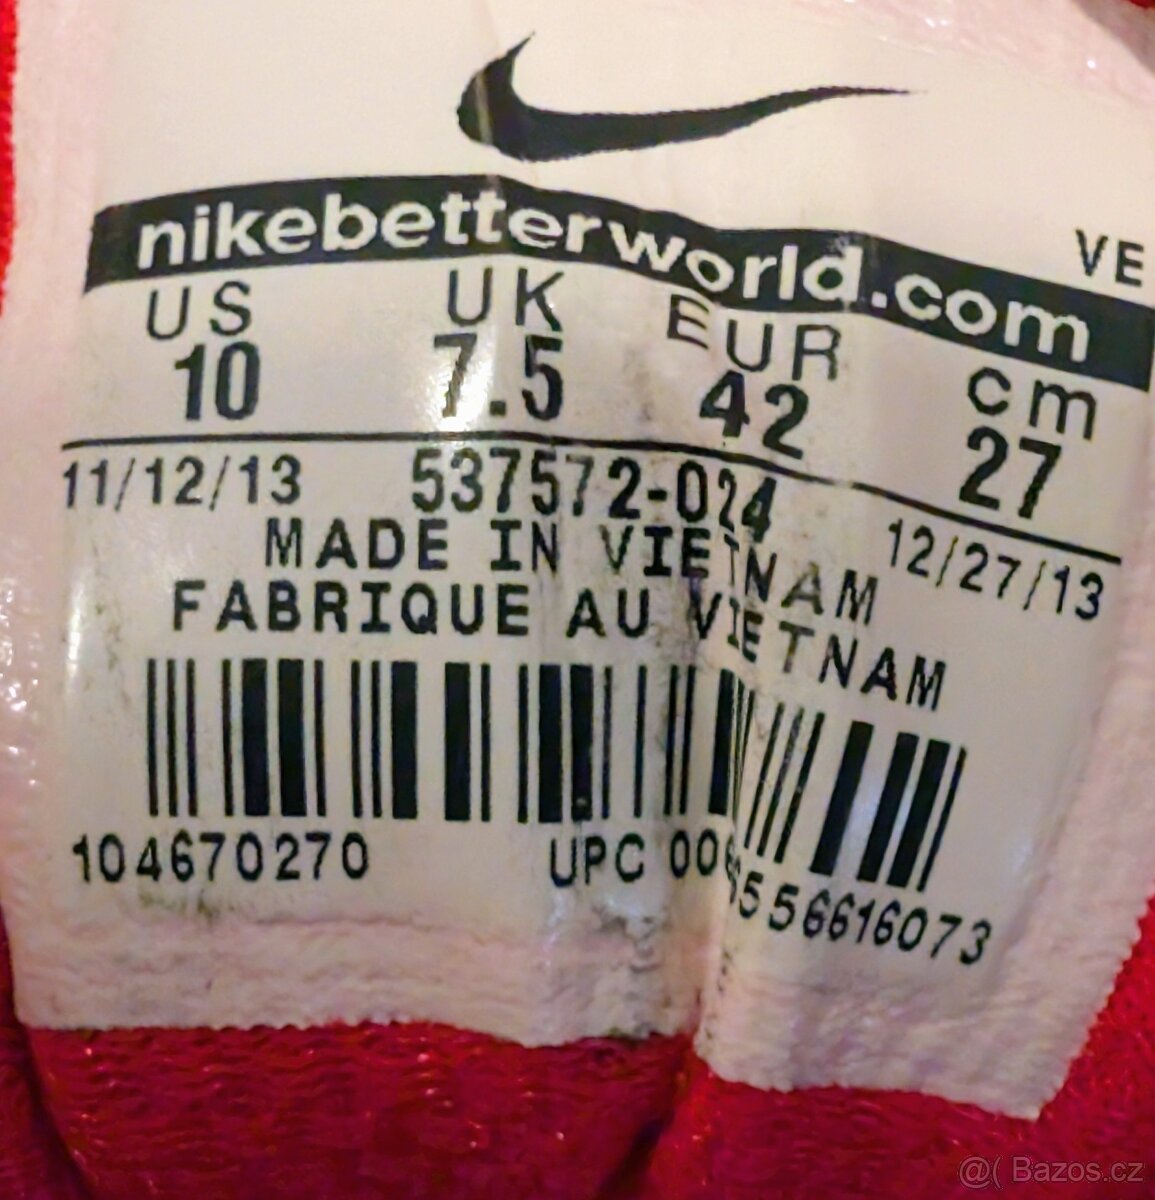 nikebetterworld.com
VE
US UK EUR cm
10 7.5 42 27
11/12/13 537572-024 12/27/13
MADE IN VIETNAM
FABRIQUE AU VIETNAM
104670270 UPC
@( Bazos.cz